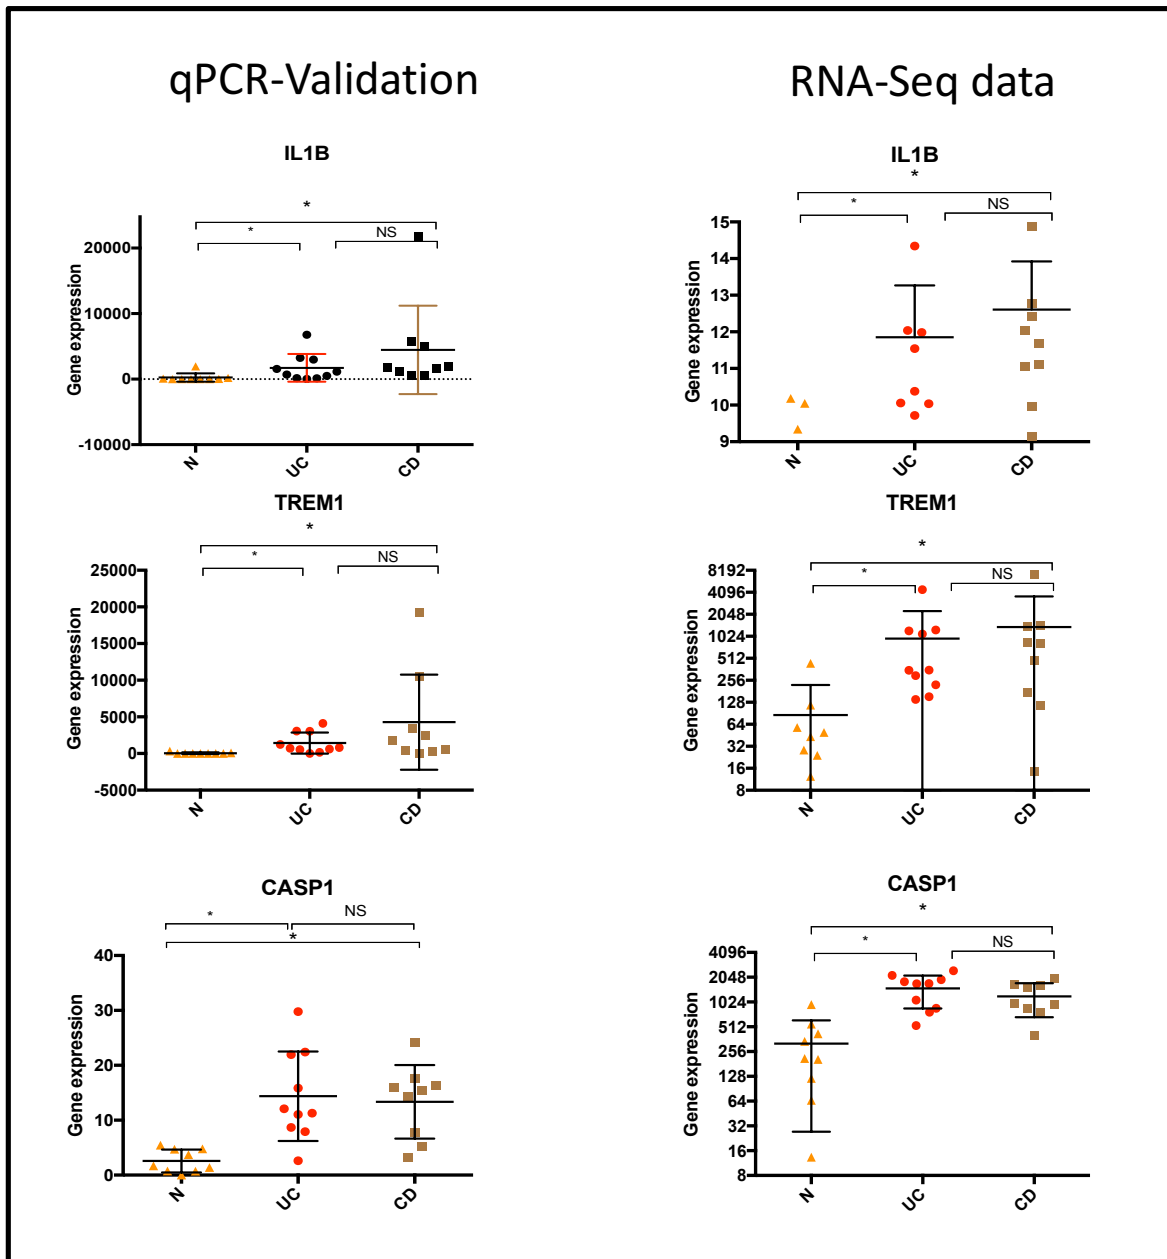 qPCR-Validation
RNA-Seq data
IL1B
*
*
NS
Gene expression
20000
10000
0
-10000
N
UC
CD
IL1B
*
*
NS
Gene expression
15
14
13
12
11
10
9
N
UC
CD
TREM1
*
*
NS
Gene expression
25000
20000
15000
10000
5000
0
-5000
N
UC
CD
TREM1
*
*
NS
Gene expression
8192
4096
2048
1024
512
256
128
64
32
16
8
N
UC
CD
CASP1
*
NS
*
Gene expression
40
30
20
10
0
N
UC
CD
CASP1
*
*
NS
Gene expression
4096
2048
1024
512
256
128
64
32
16
8
N
UC
CD